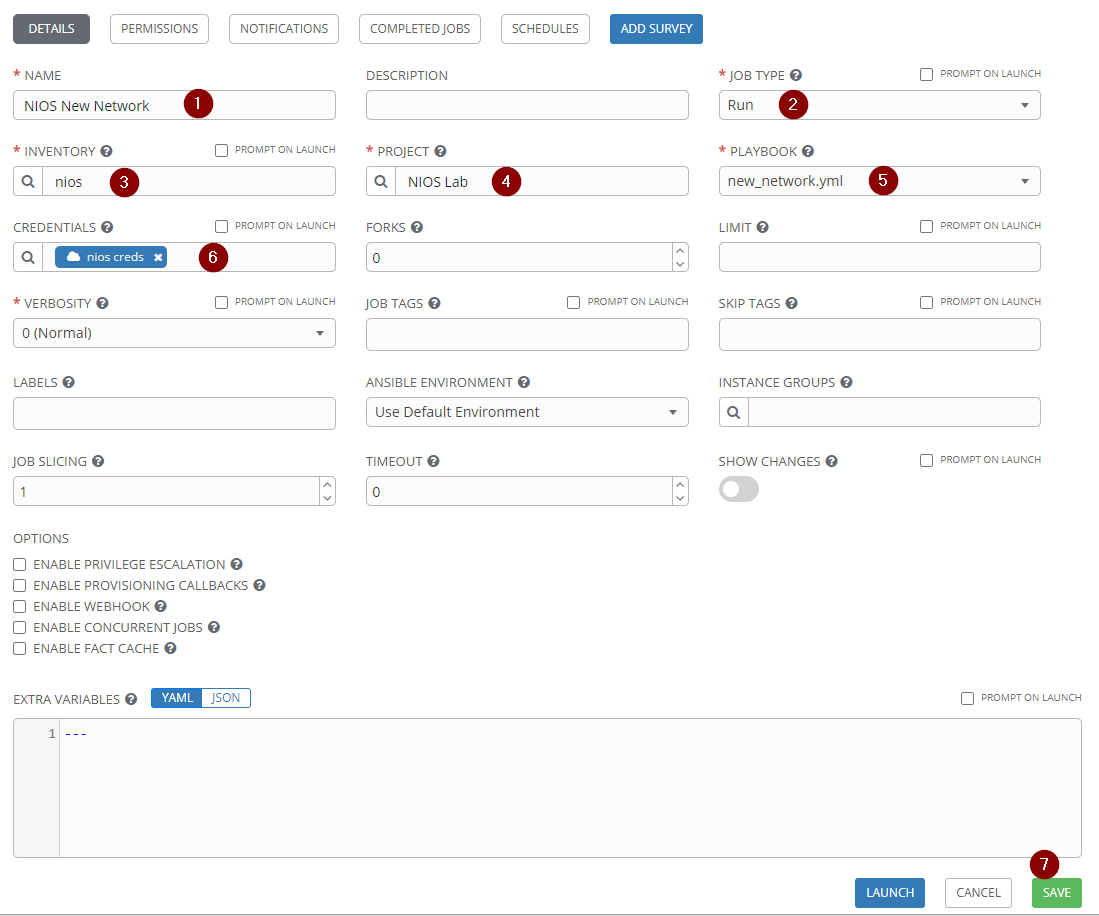 DETAILS PERMISSIONS NOTIFICATIONS COMPLETED JOBS SCHEDULES ADD SURVEY
* NAME DESCRIPTION * JOB TYPE ? PROMPT ON LAUNCH
NIOS New Network 1 Run 2
* INVENTORY ? PROMPT ON LAUNCH * PROJECT ? * PLAYBOOK ?
nios 3 NIOS Lab 4 new_network.yml 5
CREDENTIALS ? PROMPT ON LAUNCH FORKS ? LIMIT ? PROMPT ON LAUNCH
nios creds × 6 0
* VERBOSITY ? PROMPT ON LAUNCH JOB TAGS ? PROMPT ON LAUNCH SKIP TAGS ? PROMPT ON LAUNCH
0 (Normal)
LABELS ? ANSIBLE ENVIRONMENT ? INSTANCE GROUPS ?
Use Default Environment
JOB SLICING ? TIMEOUT ? SHOW CHANGES ? PROMPT ON LAUNCH
1 0
OPTIONS
ENABLE PRIVILEGE ESCALATION ?
ENABLE PROVISIONING CALLBACKS ?
ENABLE WEBHOOK ?
ENABLE CONCURRENT JOBS ?
ENABLE FACT CACHE ?
EXTRA VARIABLES ? YAML JSON PROMPT ON LAUNCH
1 ---
7
LAUNCH CANCEL SAVE